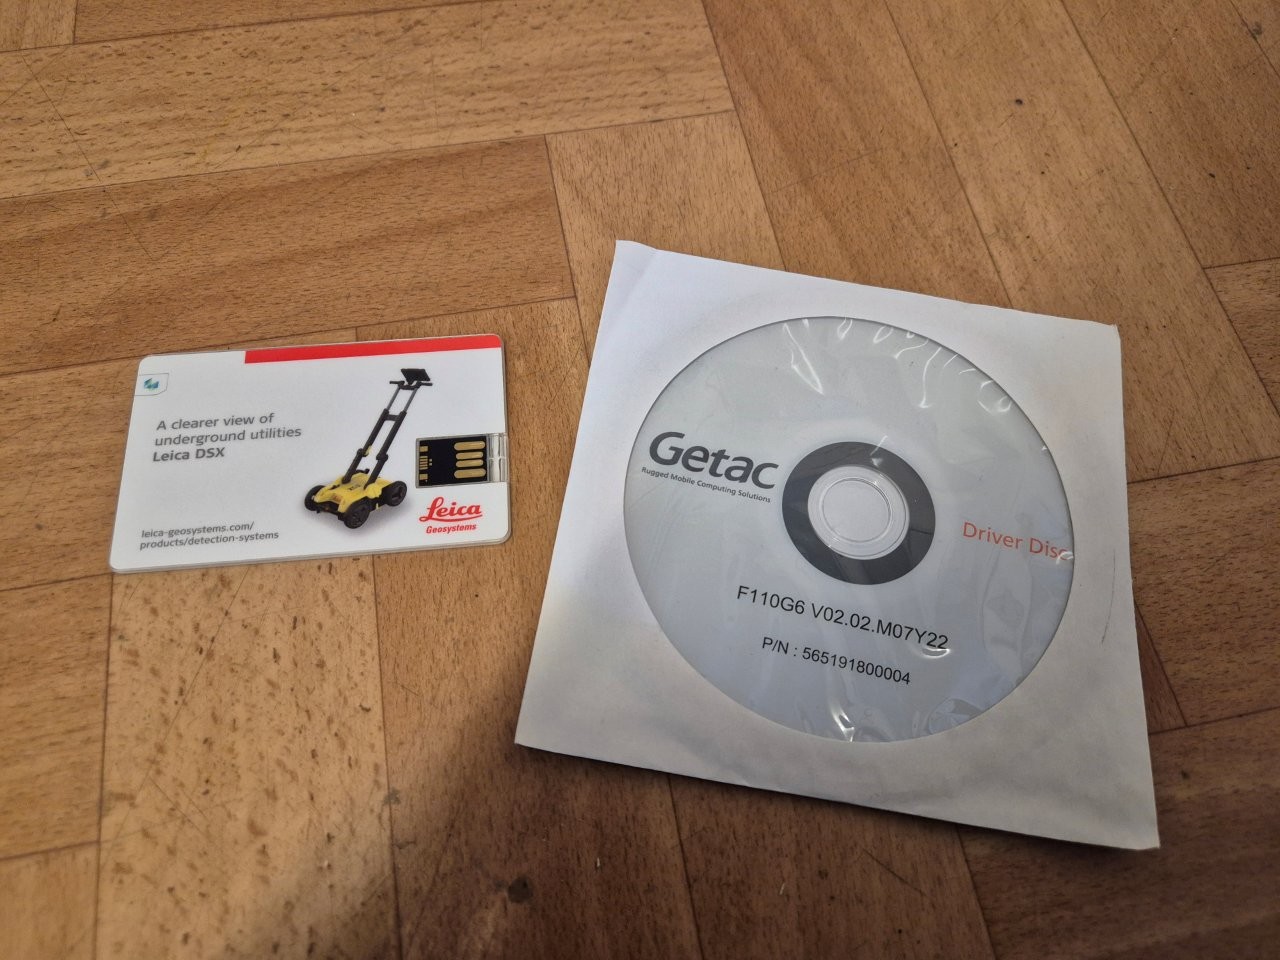 A clearer view of
underground utilities
Leica DSX
leica-geosystems.com/
products/detection-systems
Leica
Geosystems
Getac
Rugged Mobile Computing Solutions
Driver Disc
F110G6 V02.02.M07Y22
P/N : 565191800004